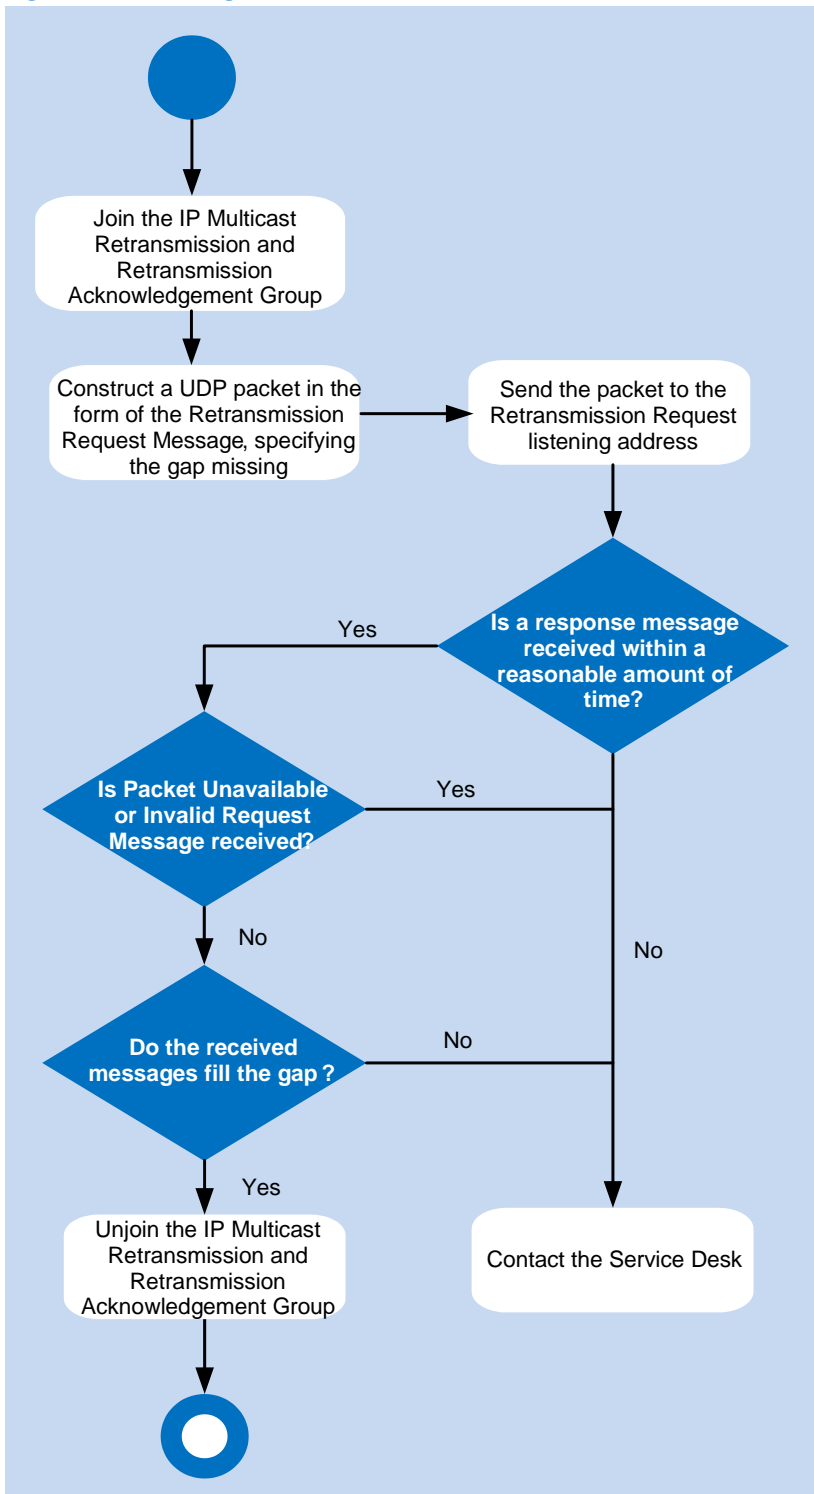 Join the IP Multicast
Retransmission and
Retransmission
Acknowledgement Group
Construct a UDP packet in the
form of the Retransmission
Request Message, specifying
the gap missing
Send the packet to the
Retransmission Request
listening address
Is a response message
received within a
reasonable amount of
time?
Yes
Is Packet Unavailable
or Invalid Request
Message received?
Yes
No
No
Do the received
messages fill the gap ?
No
Yes
Unjoin the IP Multicast
Retransmission and
Retransmission
Acknowledgement Group
Contact the Service Desk